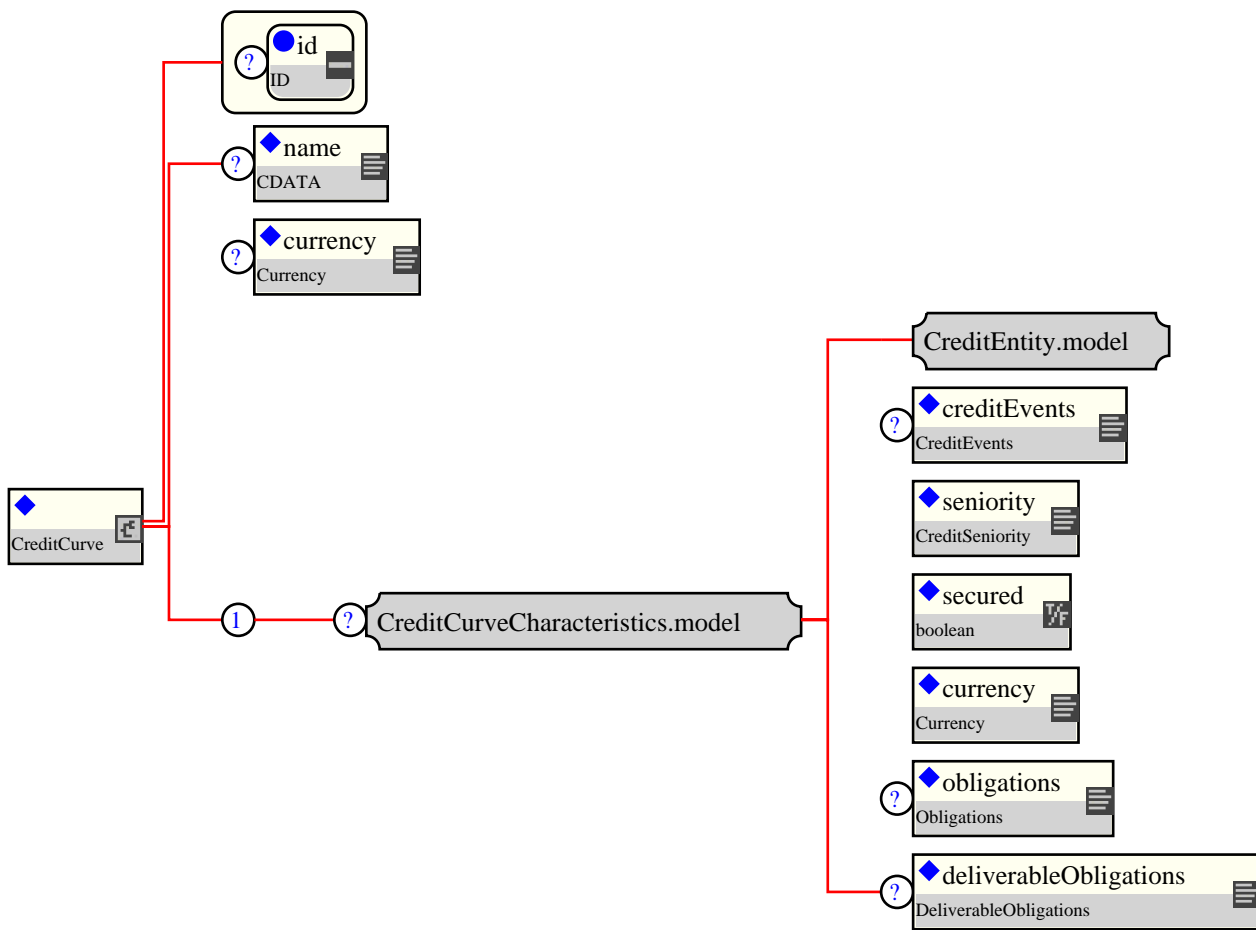 ?
id
ID
?
name
CDATA
?
currency
Currency
CreditCurve
1
?
CreditCurveCharacteristics.model
CreditEntity.model
?
creditEvents
CreditEvents
seniority
CreditSeniority
secured
T/F
boolean
currency
Currency
?
obligations
Obligations
?
deliverableObligations
DeliverableObligations